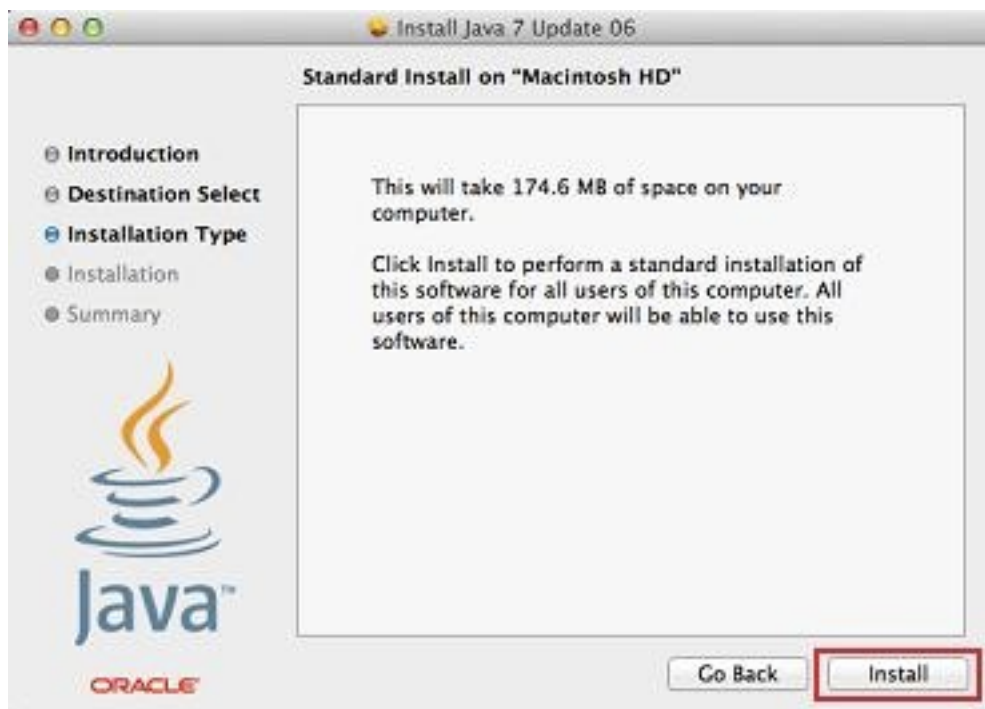 Install Java 7 Update 06
Standard Install on "Macintosh HD"
Introduction
Destination Select
Installation Type
Installation
Summary
This will take 174.6 MB of space on your
computer.
Click Install to perform a standard installation of
this software for all users of this computer. All
users of this computer will be able to use this
software.
Java™
ORACLE
Go Back
Install